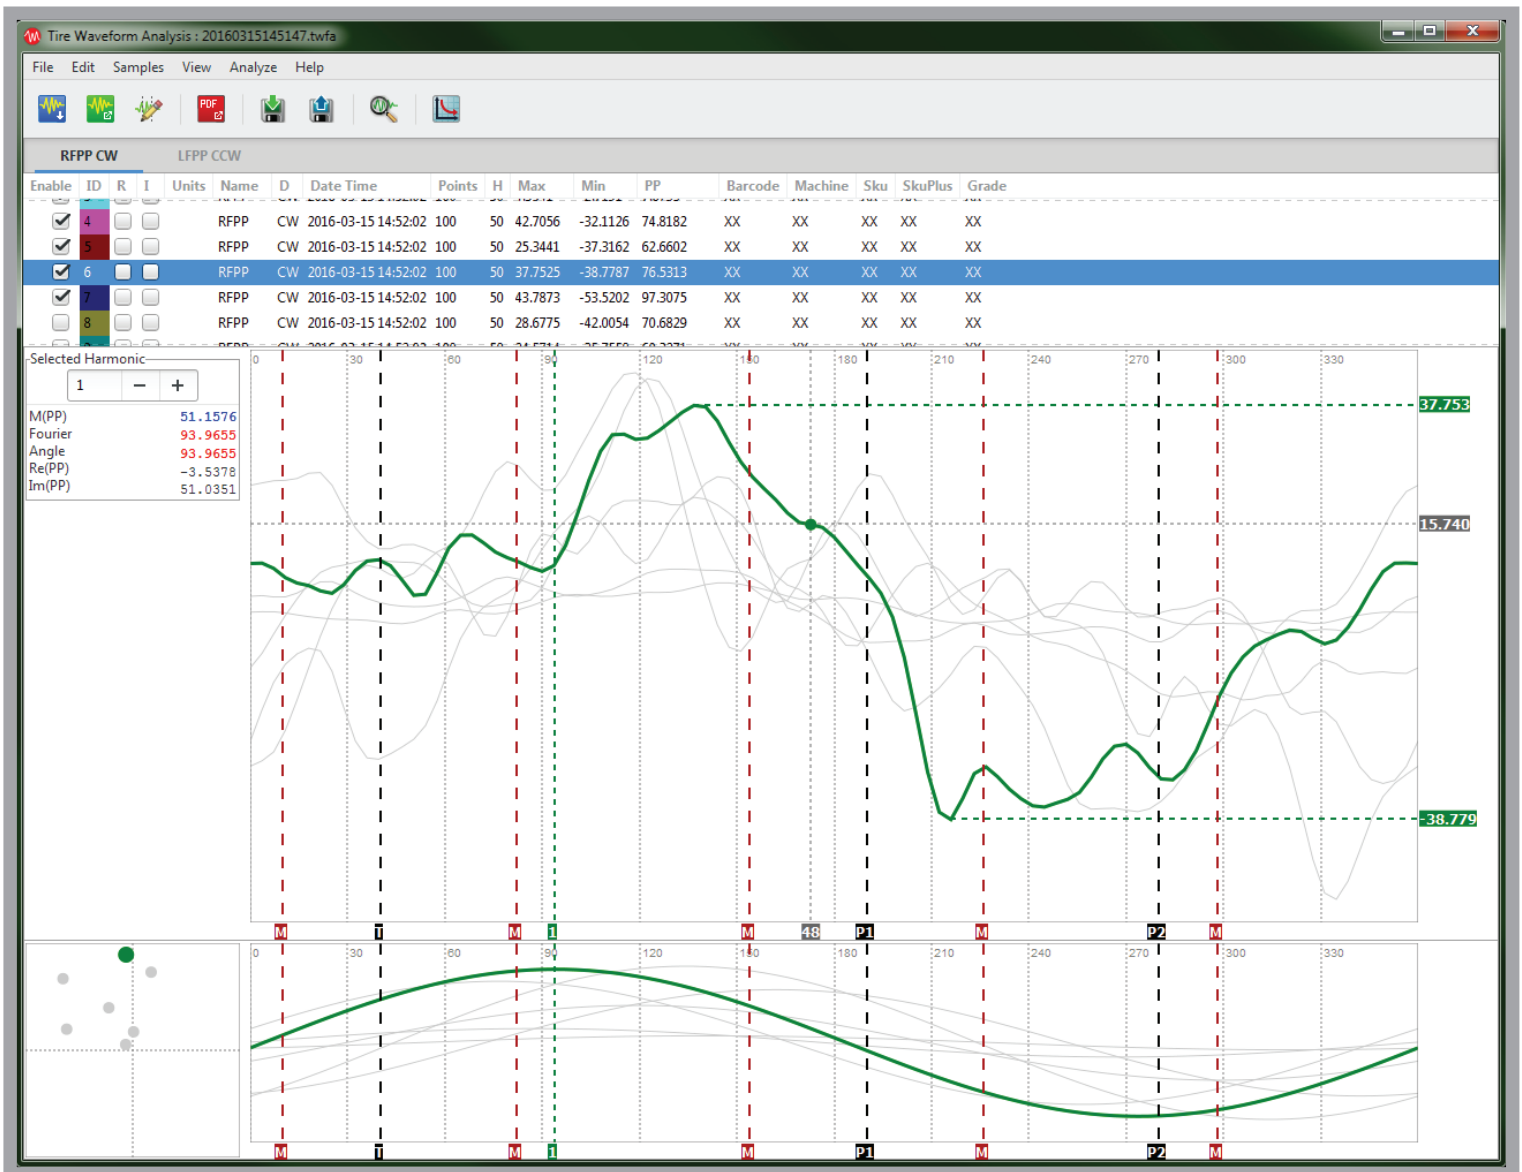 Tire Waveform Analysis : 20160315145147.twfa
File Edit Samples View Analyze Help
PDF
RFPP CW LFPP CCW
Enable ID R I Units Name D Date Time Points H Max Min PP Barcode Machine Sku SkuPlus Grade
4 RFPP CW 2016-03-15 14:52:02 100 50 42.7056 -32.1126 74.8182 XX XX XX XX XX
5 RFPP CW 2016-03-15 14:52:02 100 50 25.3441 -37.3162 62.6602 XX XX XX XX XX
6 RFPP CW 2016-03-15 14:52:02 100 50 37.7525 -38.7787 76.5313 XX XX XX XX XX
7 RFPP CW 2016-03-15 14:52:02 100 50 43.7873 -53.5202 97.3075 XX XX XX XX XX
8 RFPP CW 2016-03-15 14:52:02 100 50 28.6775 -42.0054 70.6829 XX XX XX XX XX
Selected Harmonic
1 − +
M(PP) 51.1576
Fourier 93.9655
Angle 93.9655
Re(PP) -3.5378
Im(PP) 51.0351
0 30 60 90 120 150 180 210 240 270 300 330
37.753
15.740
-38.779
M T M 1 M 48 P1 M P2 M
0 30 60 90 120 150 180 210 240 270 300 330
M T M 1 M P1 M P2 M